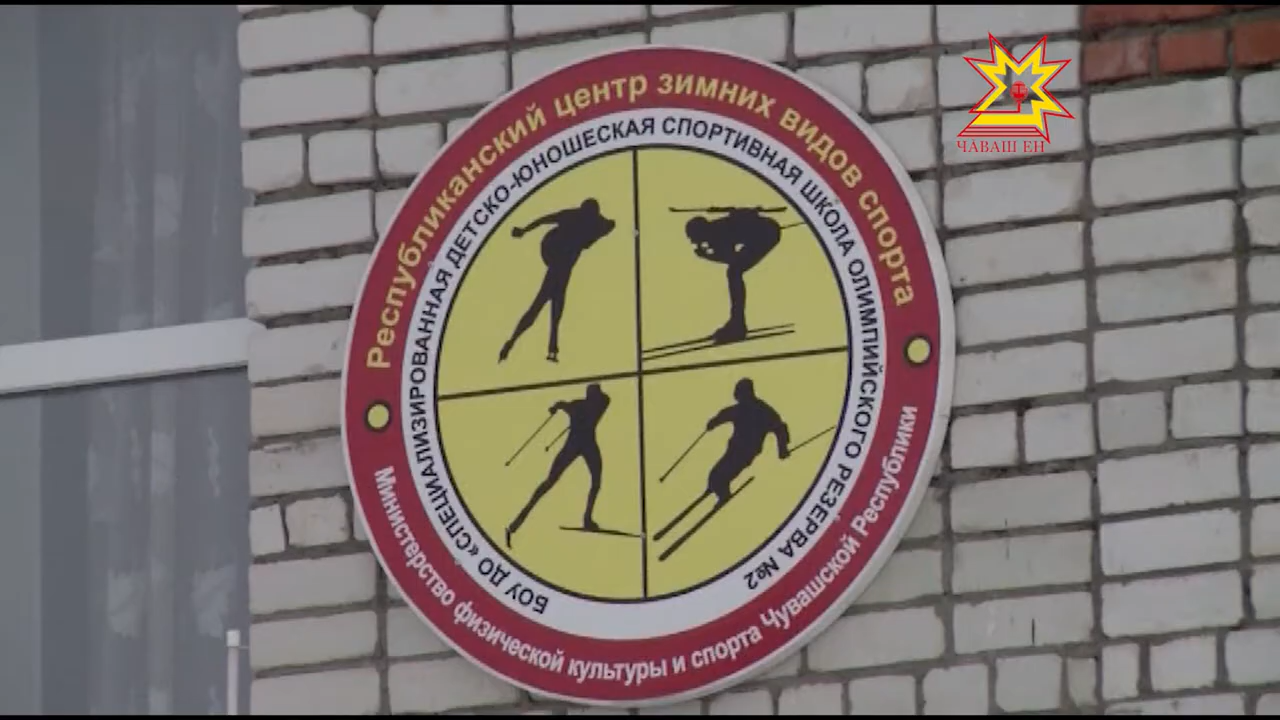 Республиканский центр зимних видов спорта
БОУ ДО «СПЕЦИАЛИЗИРОВАННАЯ ДЕТСКО-ЮНОШЕСКАЯ СПОРТИВНАЯ ШКОЛА ОЛИМПИЙСКОГО РЕЗЕРВА №2
Министерство физической культуры и спорта Чувашской Республики
ЧӐВАШ ЕН